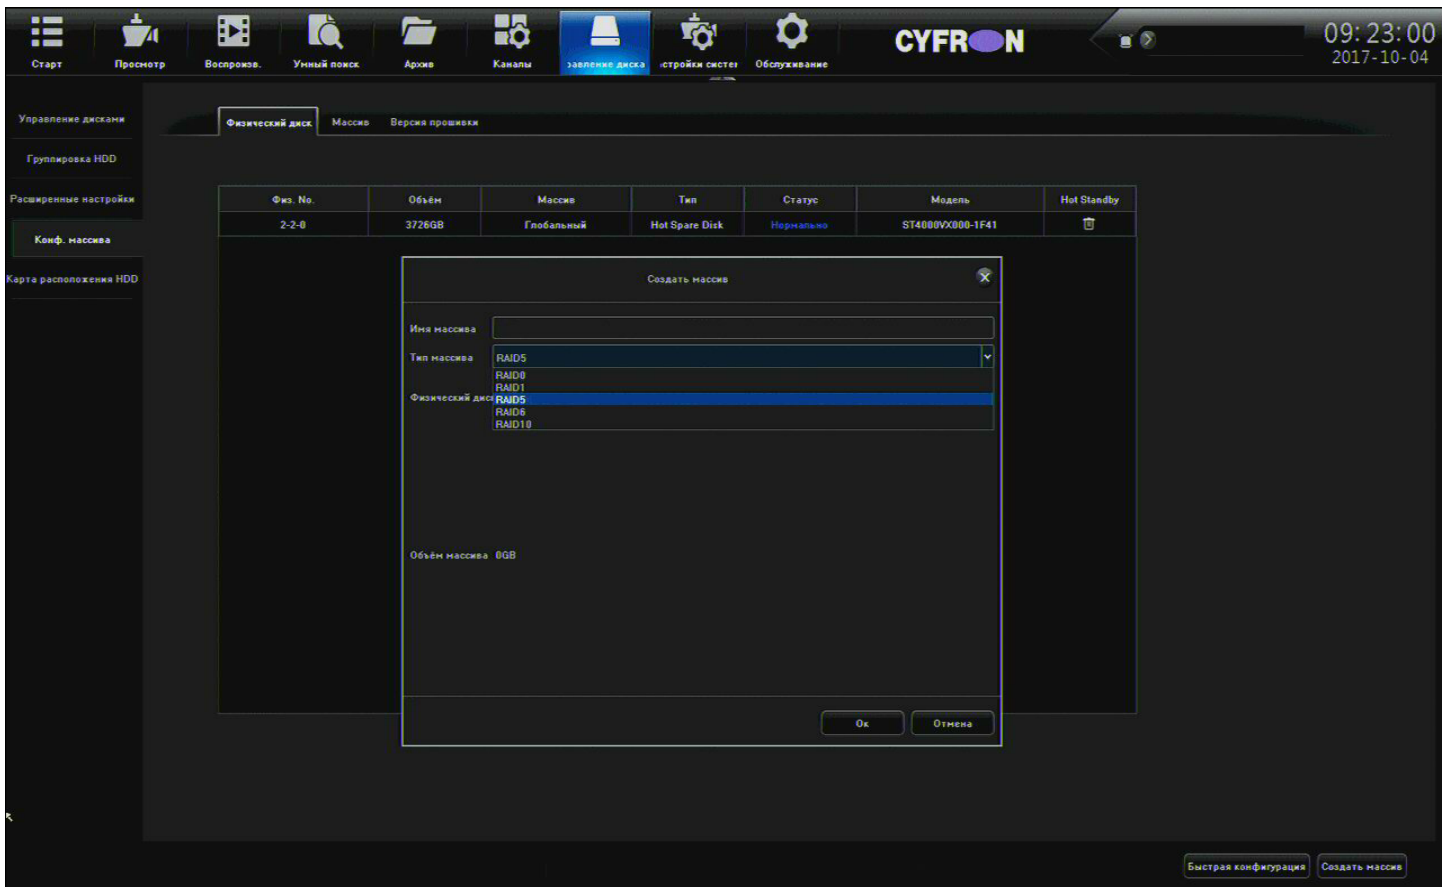 Старт Просмотр Воспроизв. Умный поиск Архив Каналы завление диска стройки систег Обслуживание
CYFRON
09:23:00
2017-10-04
Управление дисками
Группировка HDD
Расширенные настройки
Конф. массива
Карта расположения HDD
Физический диск Массив Версия прошивки
Физ. No. Объём Массив Тип Статус Модель Hot Standby
2-2-0 3726GB Глобальный Hot Spare Disk Нормально ST4000VX000-1F41
Создать массив
Имя массива
Тип массива RAID5
RAID0
RAID1
Физический дис RAID5
RAID6
RAID10
Объём массива 0GB
Ок Отмена
Быстрая конфигурация Создать массив